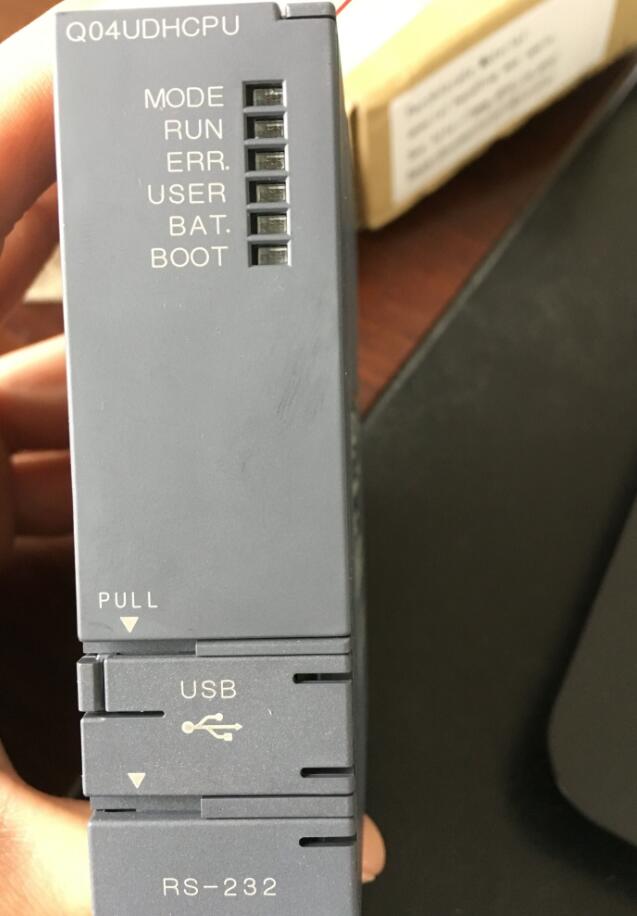 Q04UDHCPU
MODE
RUN
ERR.
USER
BAT.
BOOT
PULL
USB
RS-232